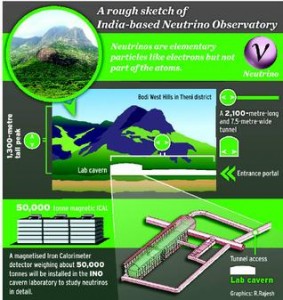 A rough sketch of
India-based Neutrino Observatory
Neutrinos are elementary
particles like electrons but not
part of the atoms.
ν
Neutrino
Bodi West Hills in Theni district
1,300-metre
tall peak
A 2,100-metre-long
and 7.5-metre-wide
tunnel
Lab cavern
Entrance portal
50,000 tonne magnetic ICAL
A magnetised Iron Calorimeter
detector weighing about 50,000
tonnes will be installed in the INO
cavern laboratory to study neutrinos
in detail.
Tunnel access
Lab cavern
Graphics: R.Rajesh